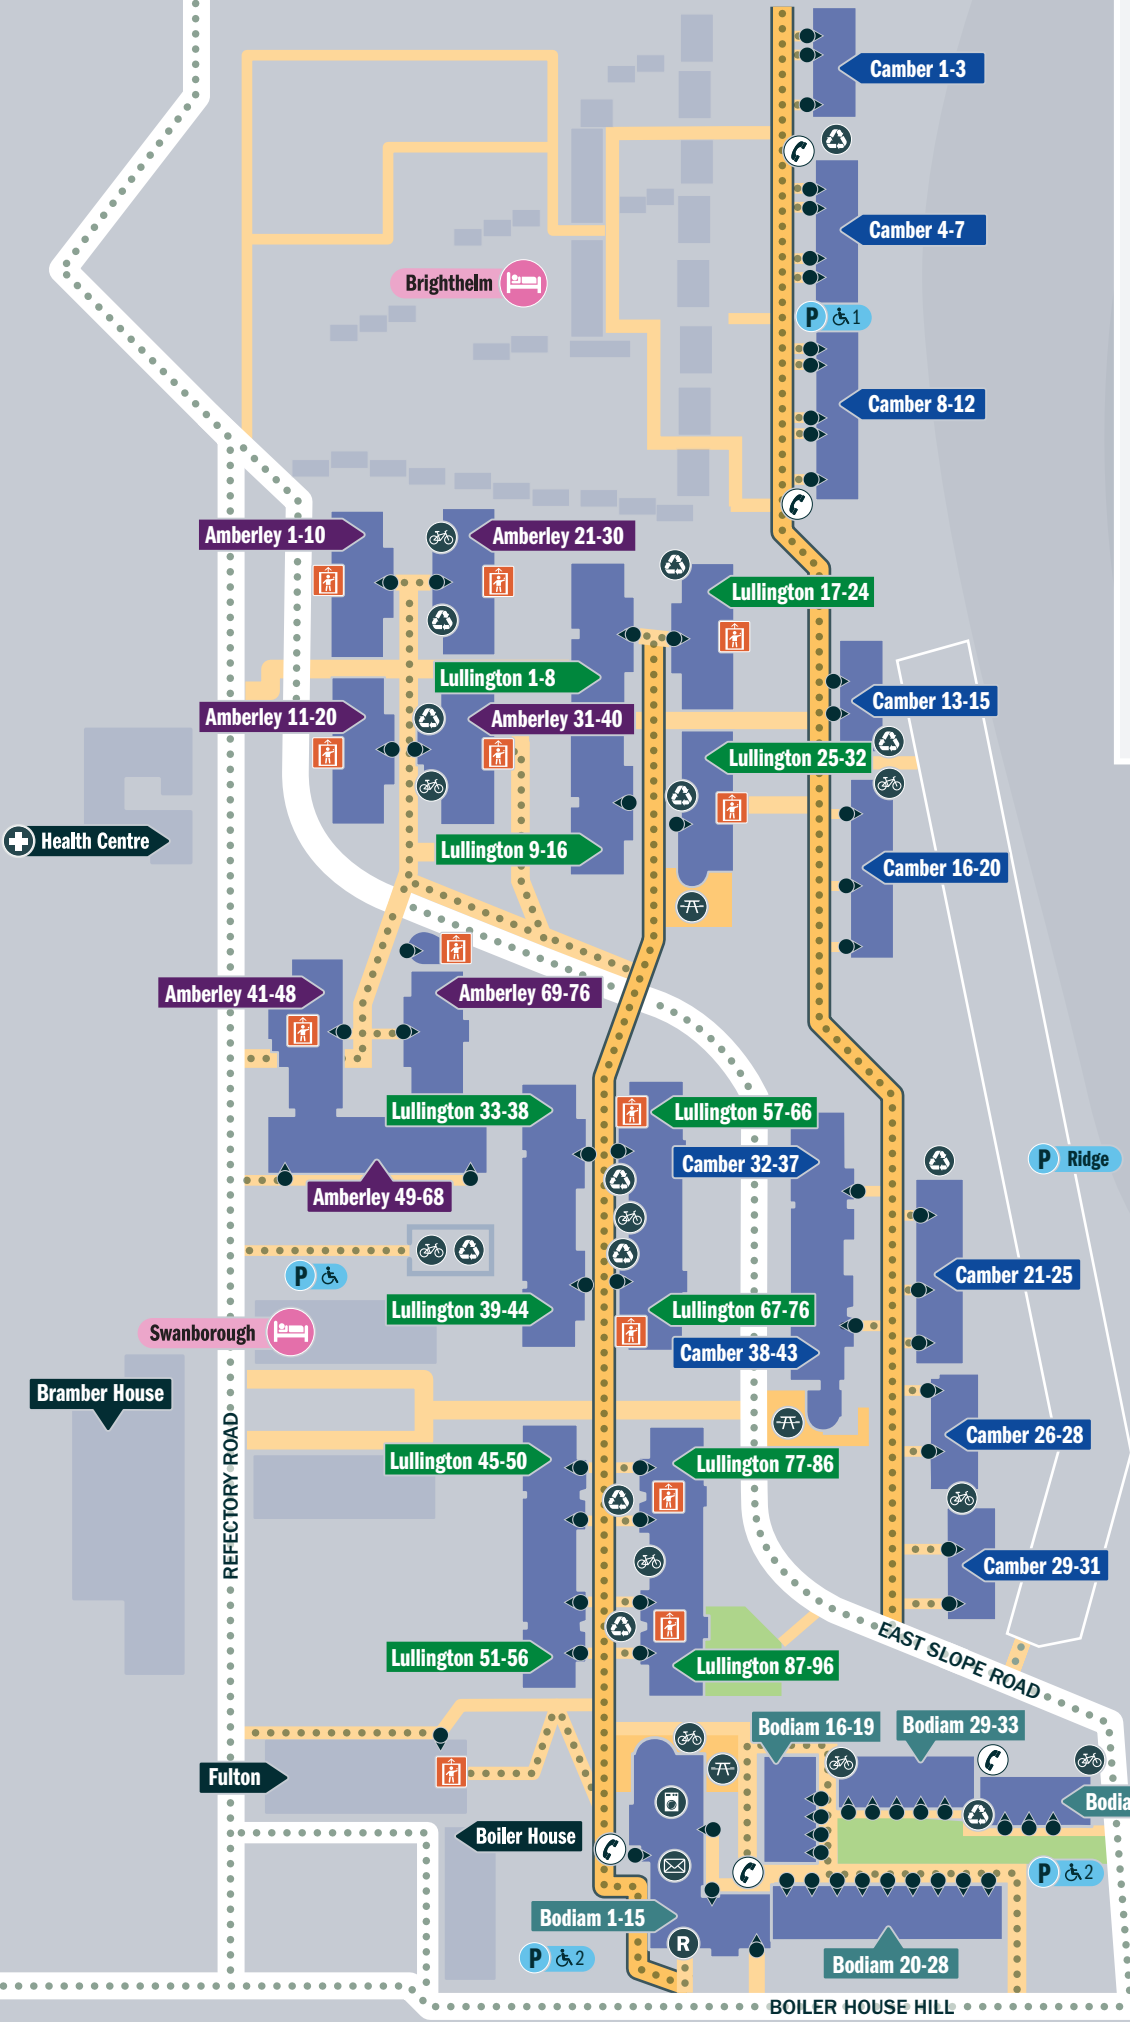 Camber 1-3
Camber 4-7
Brighthelm
P 1
Camber 8-12
Amberley 1-10
Amberley 21-30
Lullington 17-24
Lullington 1-8
Camber 13-15
Amberley 11-20
Amberley 31-40
Lullington 25-32
Health Centre
Lullington 9-16
Camber 16-20
Amberley 41-48
Amberley 69-76
Lullington 33-38
Lullington 57-66
Camber 32-37
P Ridge
Amberley 49-68
P
Camber 21-25
Lullington 39-44
Lullington 67-76
Swanborough
Camber 38-43
Bramber House
Camber 26-28
REFECTORY ROAD
Lullington 45-50
Lullington 77-86
Camber 29-31
Lullington 51-56
Lullington 87-96
EAST SLOPE ROAD
Bodiam 16-19
Bodiam 29-33
Fulton
Bodia
Boiler House
P 2
Bodiam 1-15
R
P 2
Bodiam 20-28
BOILER HOUSE HILL